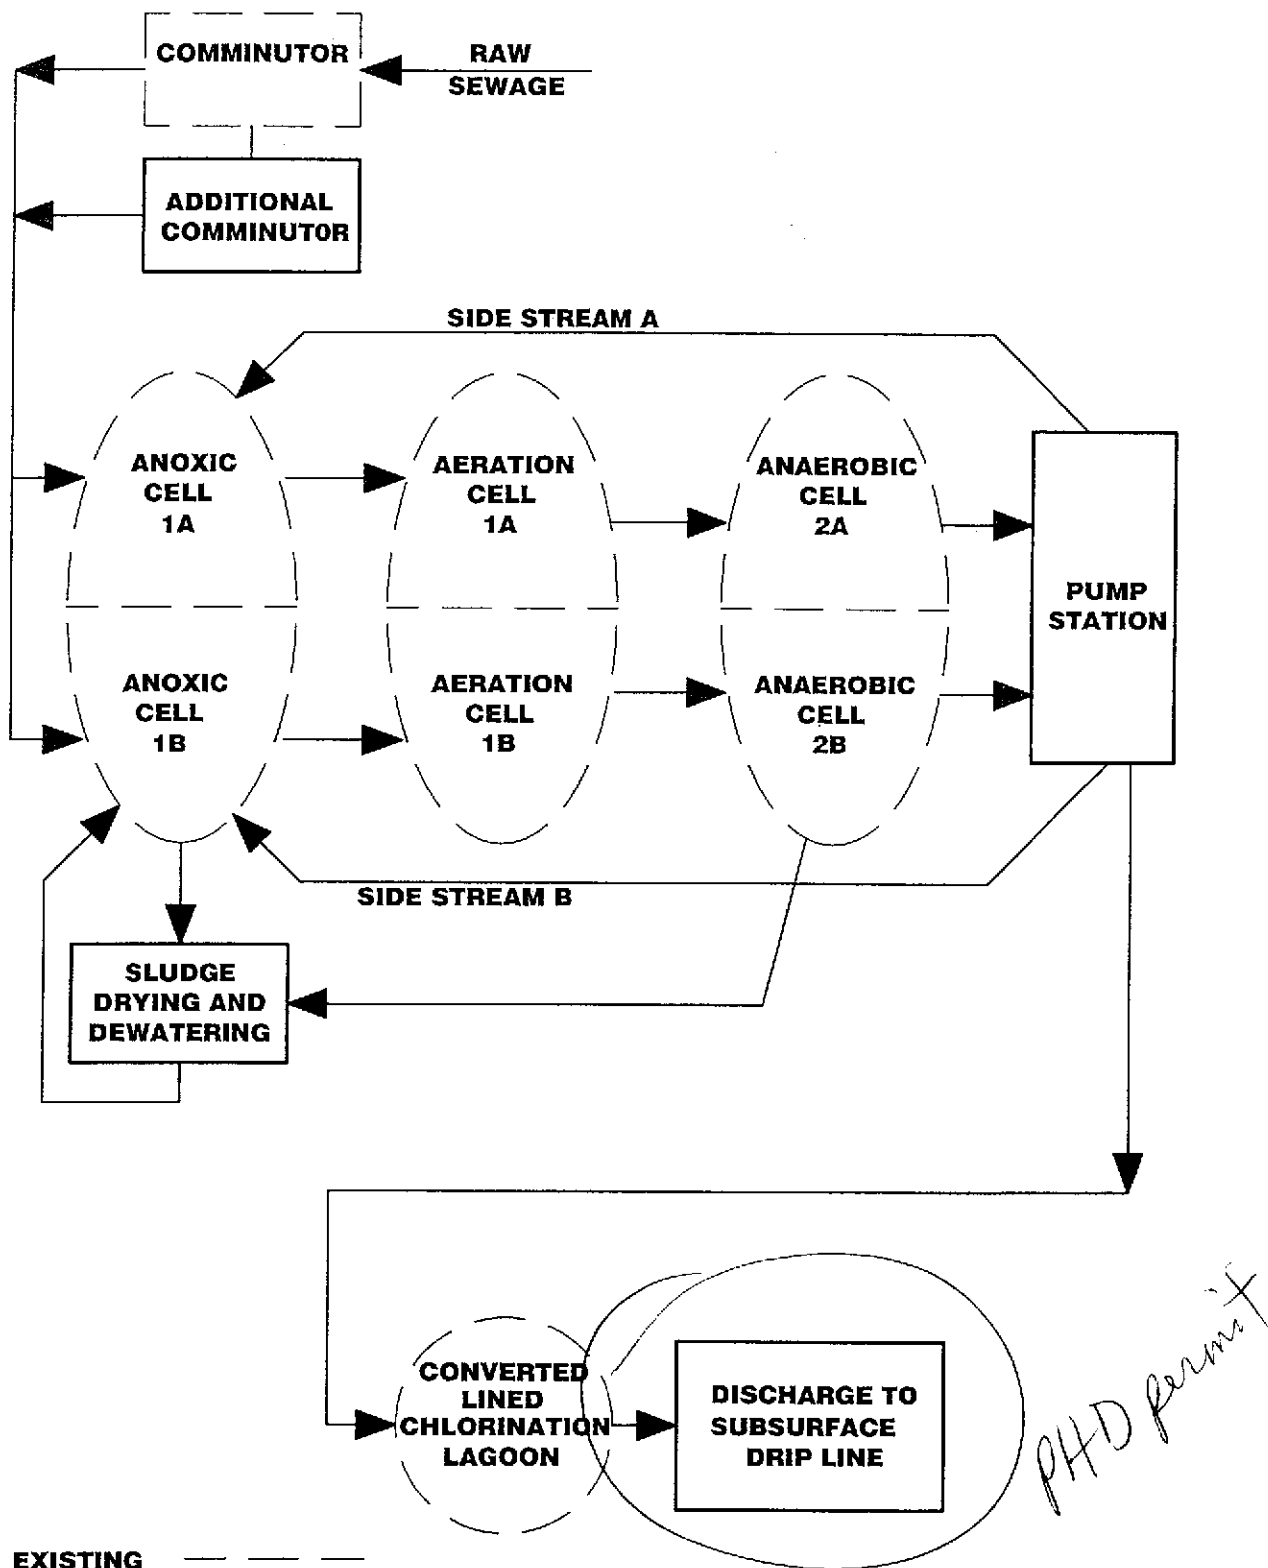 COMMINUTOR
RAW
SEWAGE
ADDITIONAL
COMMINUTOR
SIDE STREAM A
ANOXIC
CELL
1A
AERATION
CELL
1A
ANAEROBIC
CELL
2A
PUMP
STATION
ANOXIC
CELL
1B
AERATION
CELL
1B
ANAEROBIC
CELL
2B
SIDE STREAM B
SLUDGE
DRYING AND
DEWATERING
CONVERTED
LINED
CHLORINATION
LAGOON
DISCHARGE TO
SUBSURFACE
DRIP LINE
PHD permit
EXISTING